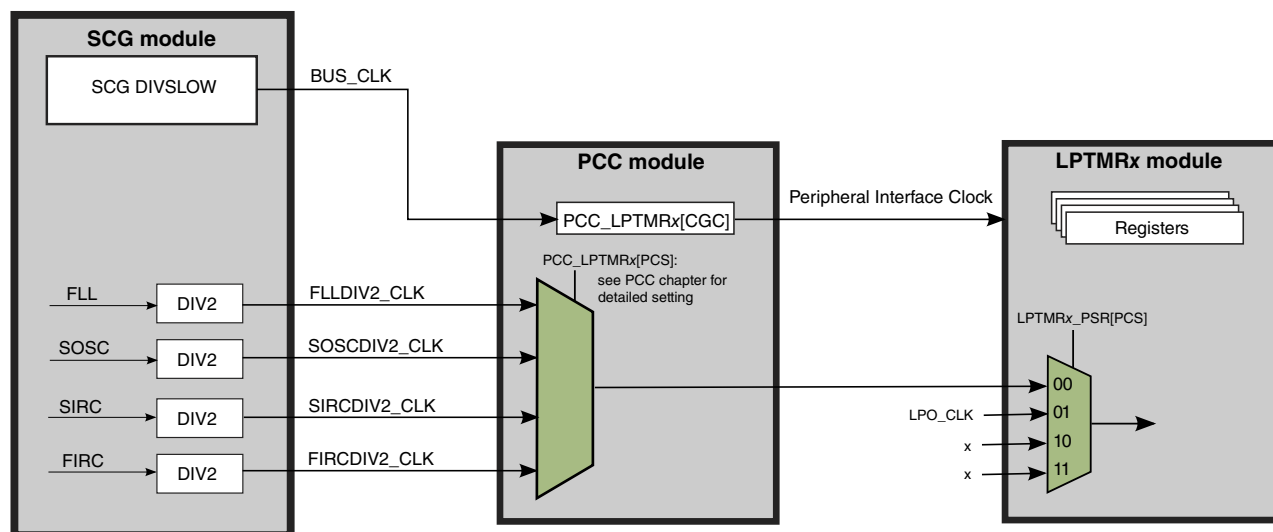 SCG module
SCG DIVSLOW
BUS_CLK
PCC module
PCC_LPTMRx[CGC]
Peripheral Interface Clock
LPTMRx module
Registers
PCC_LPTMRx[PCS]:
see PCC chapter for
detailed setting
FLL
DIV2
FLLDIV2_CLK
SOSC
DIV2
SOSCDIV2_CLK
SIRC
DIV2
SIRCDIV2_CLK
FIRC
DIV2
FIRCDIV2_CLK
LPTMRx_PSR[PCS]
00
LPO_CLK
01
x
10
x
11